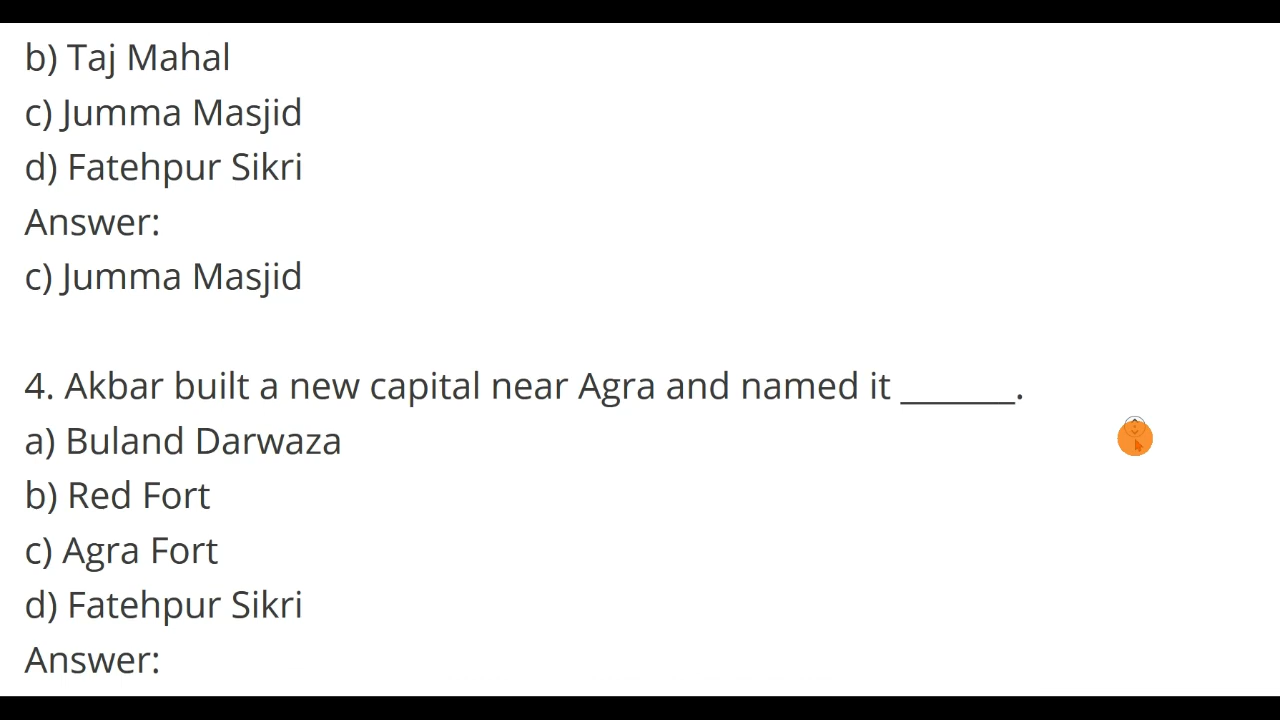 b) Taj Mahal
c) Jumma Masjid
d) Fatehpur Sikri
Answer:
c) Jumma Masjid
4. Akbar built a new capital near Agra and named it ______.
a) Buland Darwaza
b) Red Fort
c) Agra Fort
d) Fatehpur Sikri
Answer: